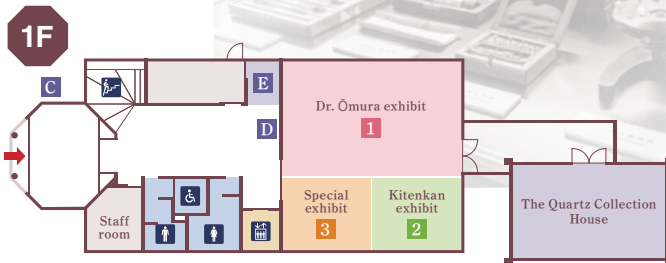 1F
C
E
Dr. Ōmura exhibit
1
D
Special
exhibit
3
Kitenkan
exhibit
2
The Quartz Collection
House
Staff
room